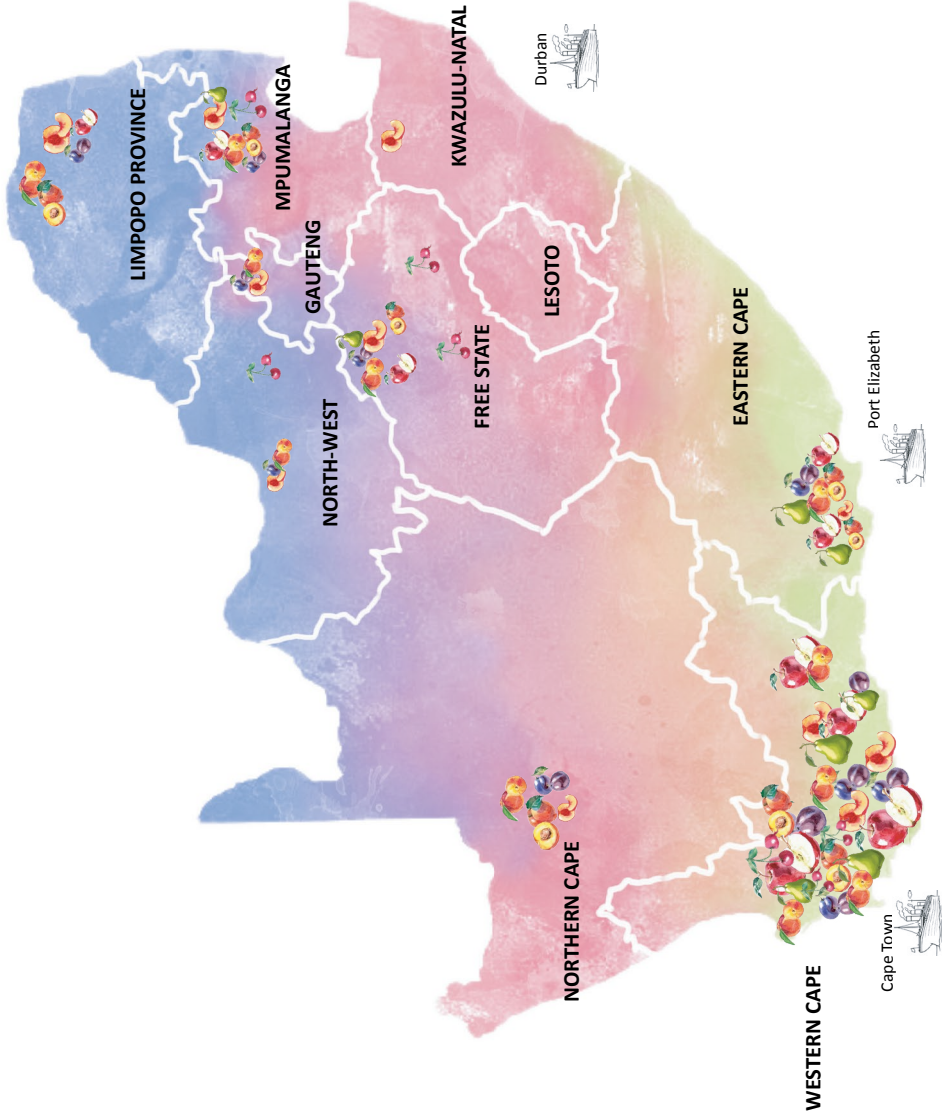 LIMPOPO PROVINCE
MPUMALANGA
GAUTENG
NORTH-WEST
KWAZULU-NATAL
Durban
FREE STATE
LESOTO
NORTHERN CAPE
EASTERN CAPE
Port Elizabeth
WESTERN CAPE
Cape Town